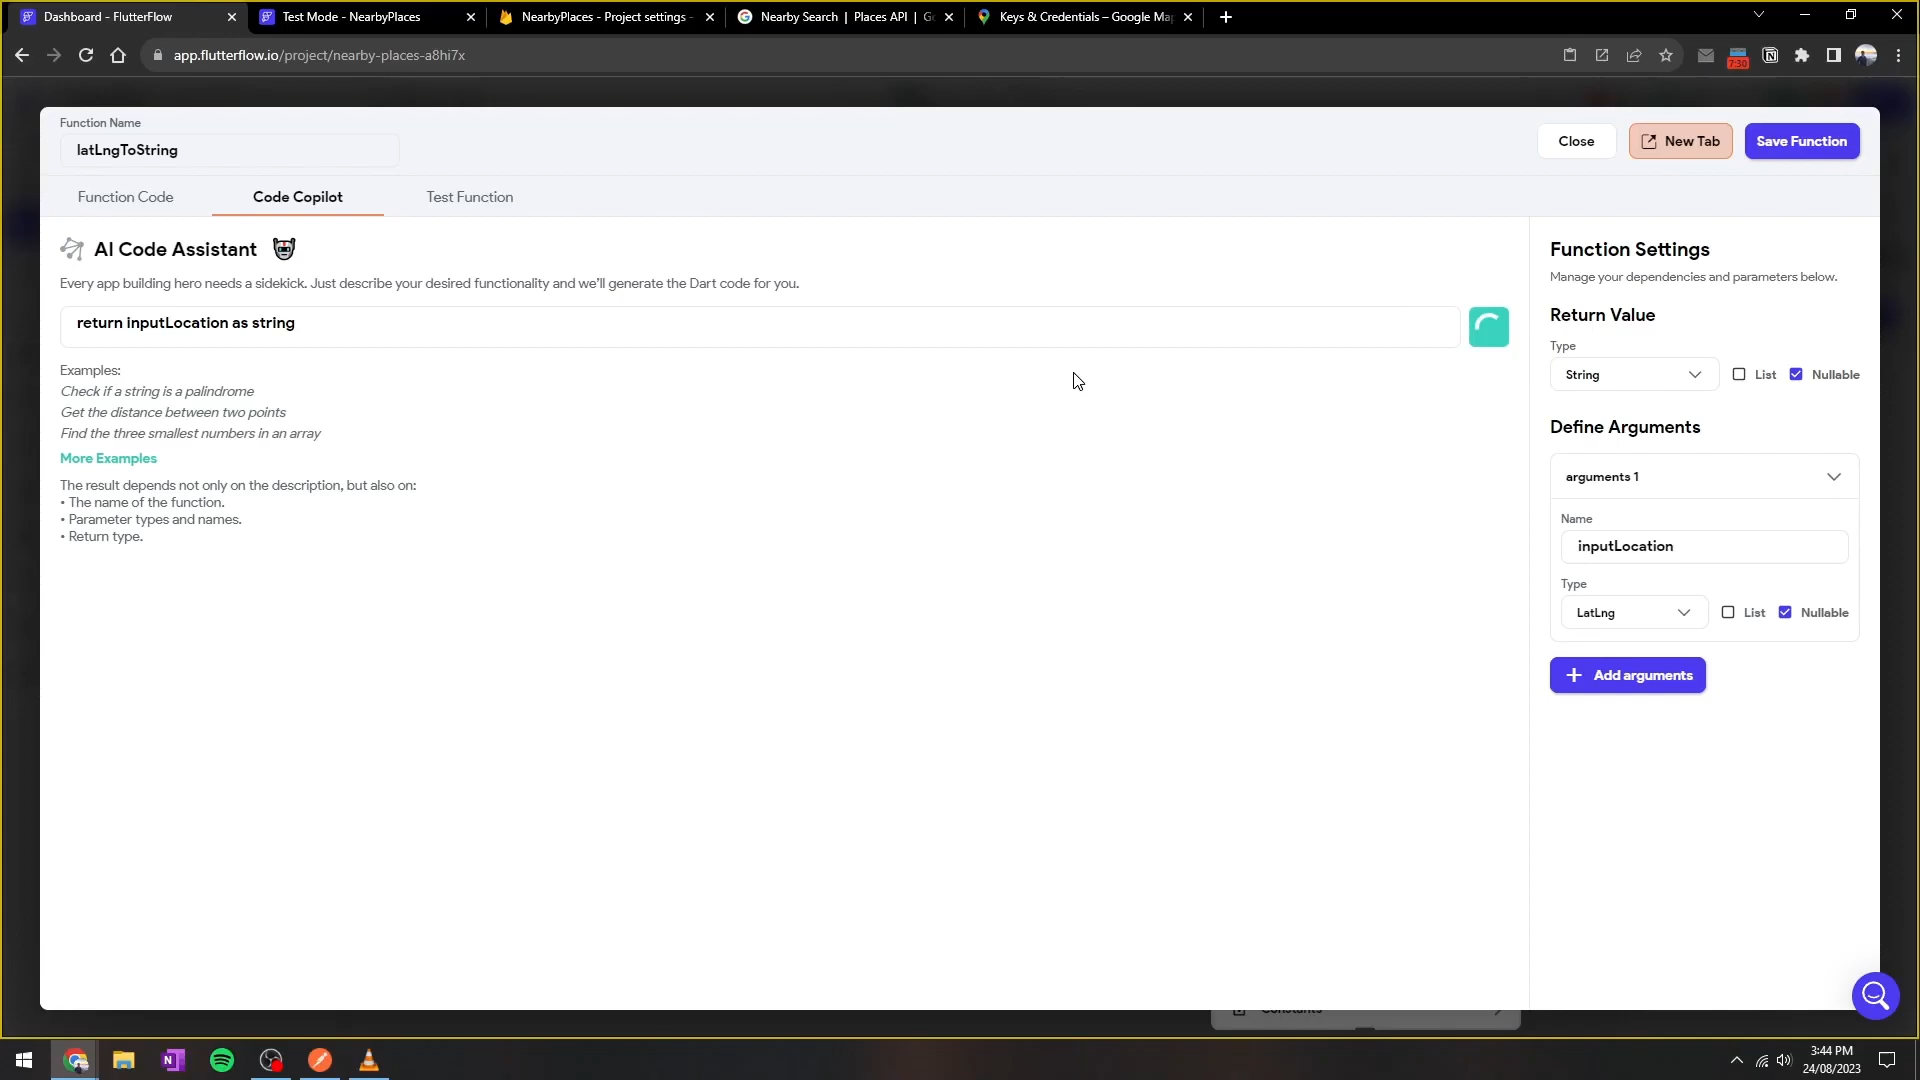 Dashboard - FlutterFlow
Test Mode - NearbyPlaces
NearbyPlaces - Project settings -
Nearby Search | Places API | Go
Keys & Credentials – Google Ma
app.flutterflow.io/project/nearby-places-a8hi7x
7:30
Function Name
latLngToString
Close
New Tab
Save Function
Function Code
Code Copilot
Test Function
AI Code Assistant
Every app building hero needs a sidekick. Just describe your desired functionality and we'll generate the Dart code for you.
return inputLocation as string
Examples:
Check if a string is a palindrome
Get the distance between two points
Find the three smallest numbers in an array
More Examples
The result depends not only on the description, but also on:
• The name of the function.
• Parameter types and names.
• Return type.
Function Settings
Manage your dependencies and parameters below.
Return Value
Type
String
List
Nullable
Define Arguments
arguments 1
Name
inputLocation
Type
LatLng
List
Nullable
Add arguments
Constants
3:44 PM
24/08/2023